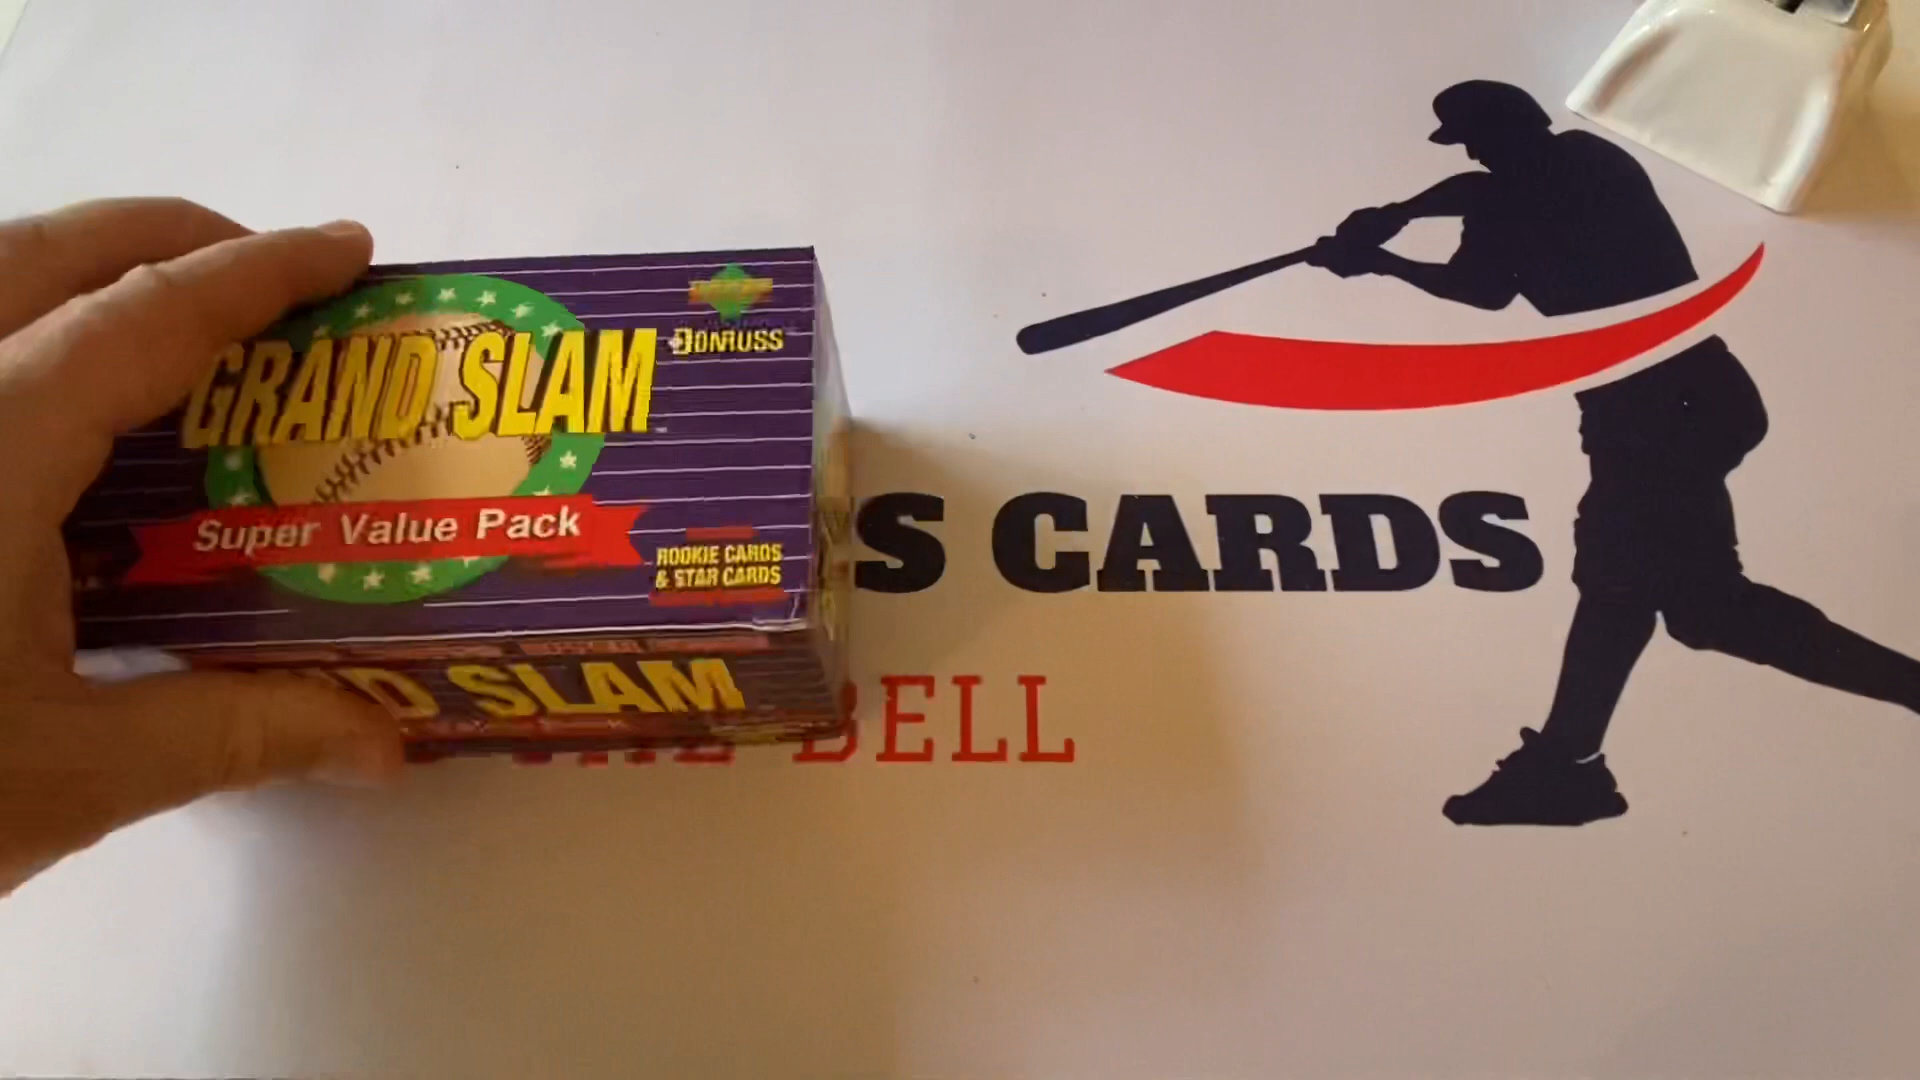 GRAND SLAM
DONRUSS
Super Value Pack
ROOKIE CARDS
& STAR CARDS
SLAM
S CARDS
BELL